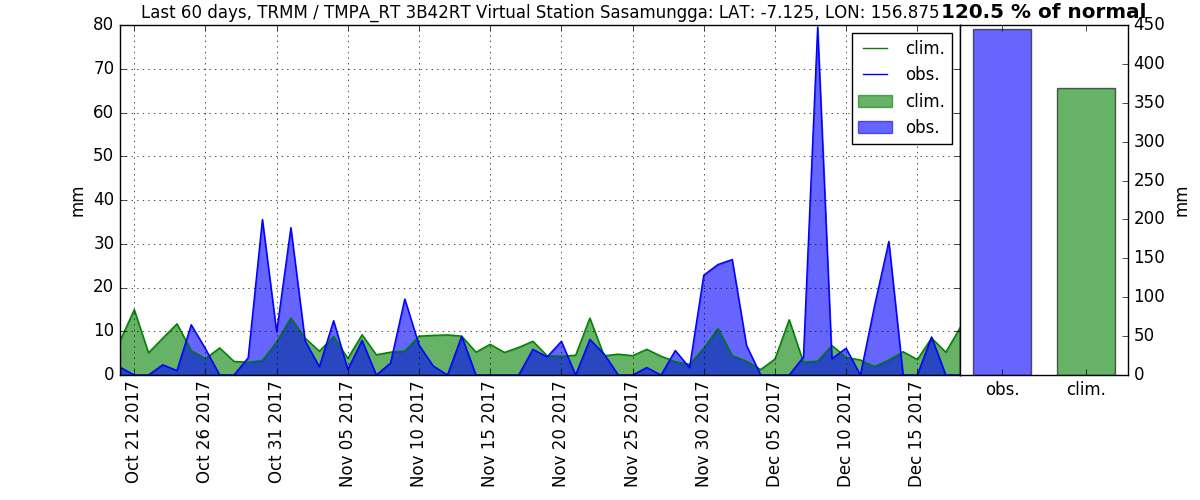 Last 60 days, TRMM / TMPA_RT 3B42RT Virtual Station Sasamungga: LAT: -7.125, LON: 156.875
120.5 % of normal
80
70
60
50
40
30
20
10
0
mm
clim.
obs.
clim.
obs.
Oct 21 2017
Oct 26 2017
Oct 31 2017
Nov 05 2017
Nov 10 2017
Nov 15 2017
Nov 20 2017
Nov 25 2017
Nov 30 2017
Dec 05 2017
Dec 10 2017
Dec 15 2017
450
400
350
300
250
200
150
100
50
0
mm
obs.
clim.